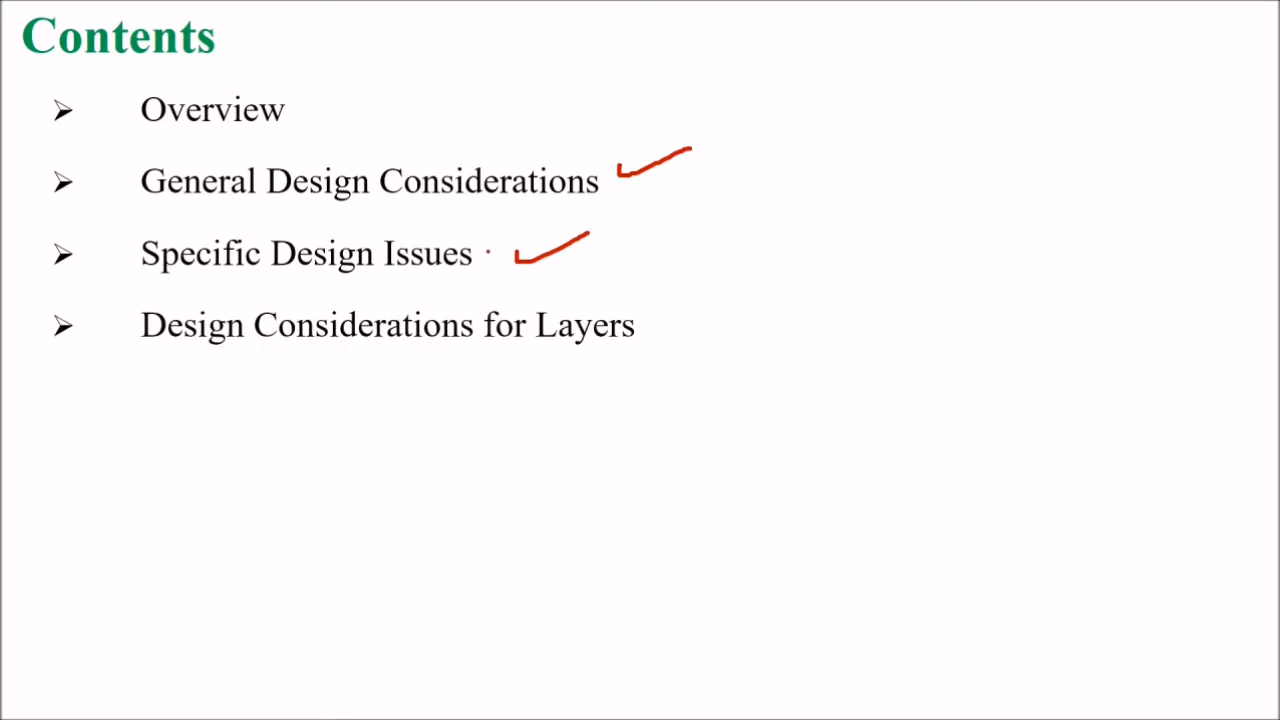 Contents
➢ Overview
➢ General Design Considerations
➢ Specific Design Issues
➢ Design Considerations for Layers